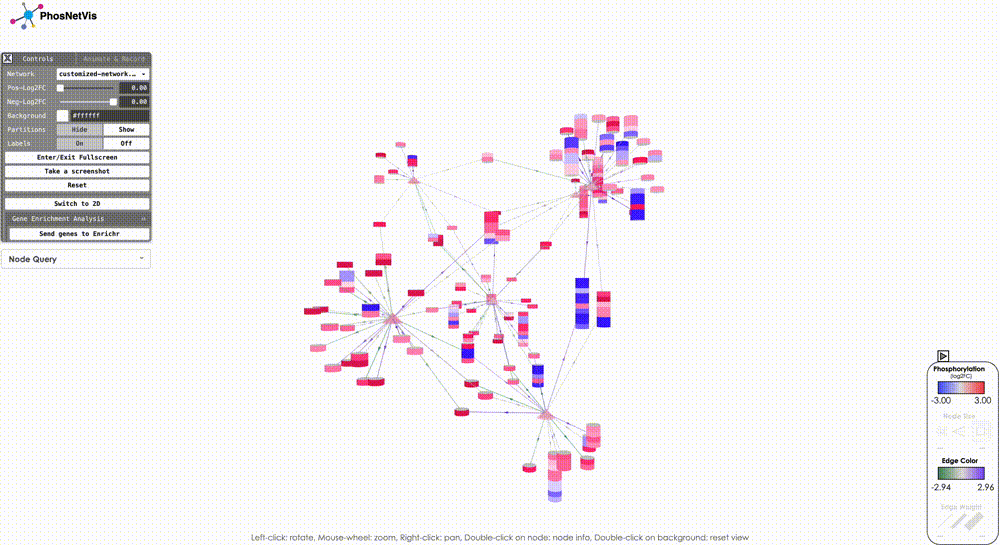 PhosNetVis
X Controls Animate & Record
Network customized-network...
Pos-Log2FC 0.00
Neg-Log2FC 0.00
Background #ffffff
Partitions Hide Show
Labels On Off
Enter/Exit Fullscreen
Take a screenshot
Reset
Switch to 2D
Gene Enrichment Analysis
Send genes to Enrichr
Node Query
Phosphorylation
(log2FC)
-3.00 3.00
Node Size
Edge Color
-2.94 2.96
Edge Weight
Left-click: rotate, Mouse-wheel: zoom, Right-click: pan, Double-click on node: node info, Double-click on background: reset view